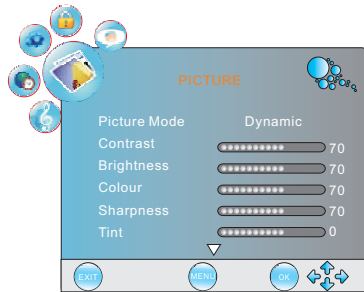 PICTURE
Picture Mode Dynamic
Contrast 70
Brightness 70
Colour 70
Sharpness 70
Tint 0
EXIT MENU OK